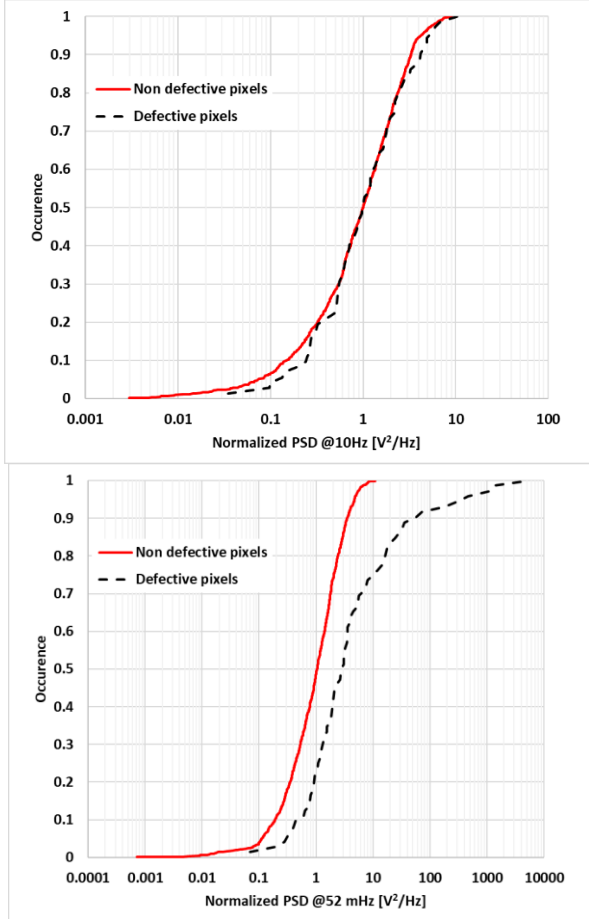 1
0.9
0.8
Non defective pixels
0.7
Defective pixels
0.6
0.5
0.4
0.3
0.2
0.1
0
Occurence
0.001 0.01 0.1 1 10 100
Normalized PSD @10Hz [V²/Hz]
1
0.9
0.8
Non defective pixels
0.7
Defective pixels
0.6
0.5
0.4
0.3
0.2
0.1
0
Occurence
0.0001 0.001 0.01 0.1 1 10 100 1000 10000
Normalized PSD @52 mHz [V²/Hz]